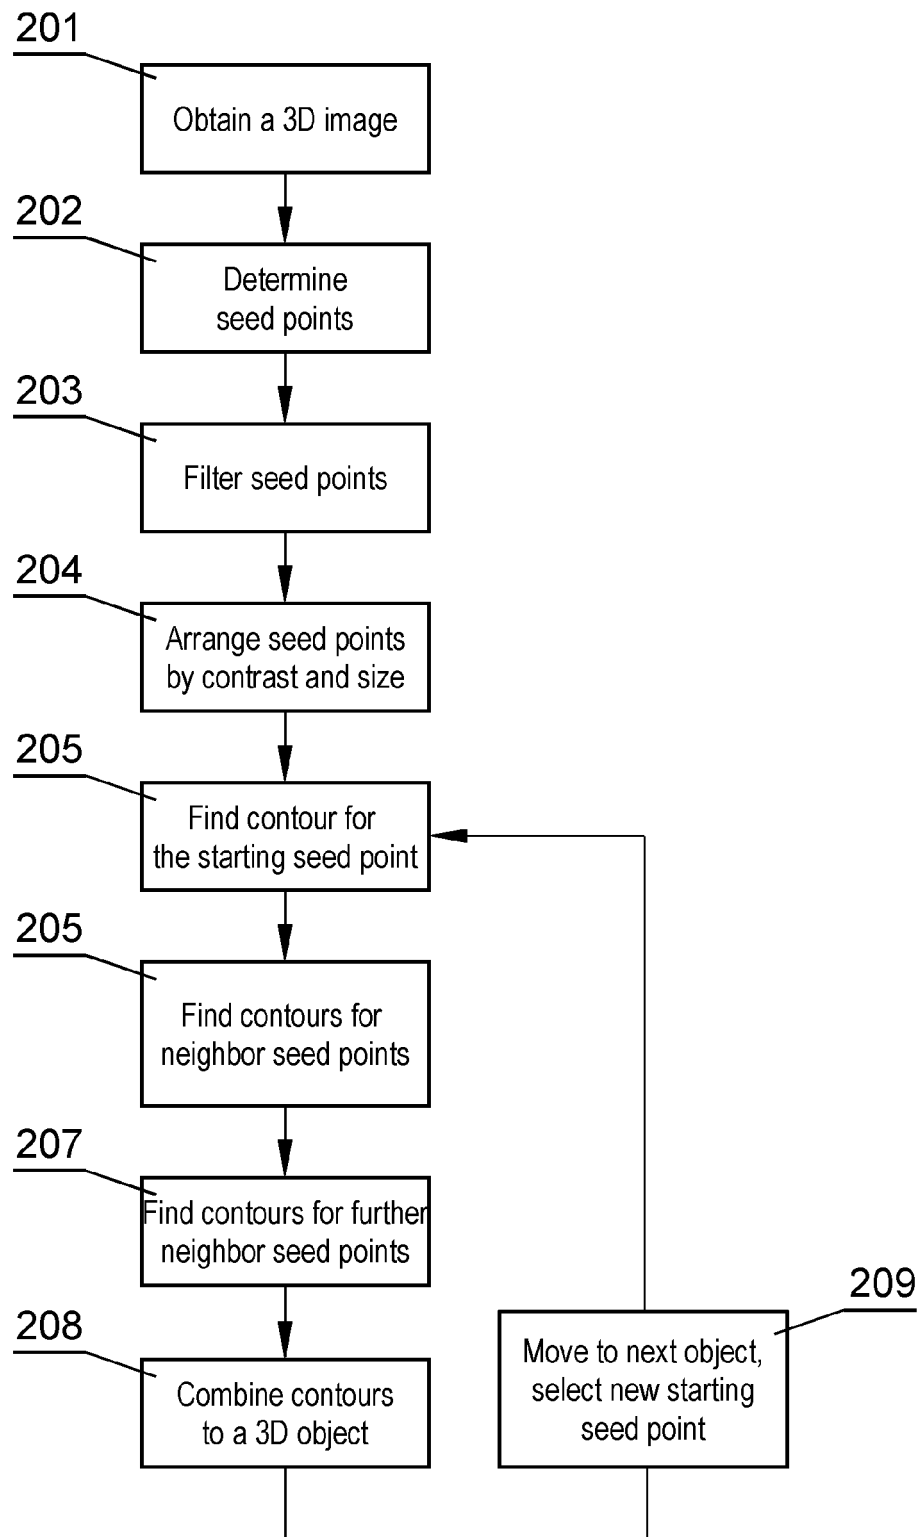 201
Obtain a 3D image
202
Determine
seed points
203
Filter seed points
204
Arrange seed points
by contrast and size
205
Find contour for
the starting seed point
205
Find contours for
neighbor seed points
207
Find contours for further
neighbor seed points
208
Combine contours
to a 3D object
209
Move to next object,
select new starting
seed point